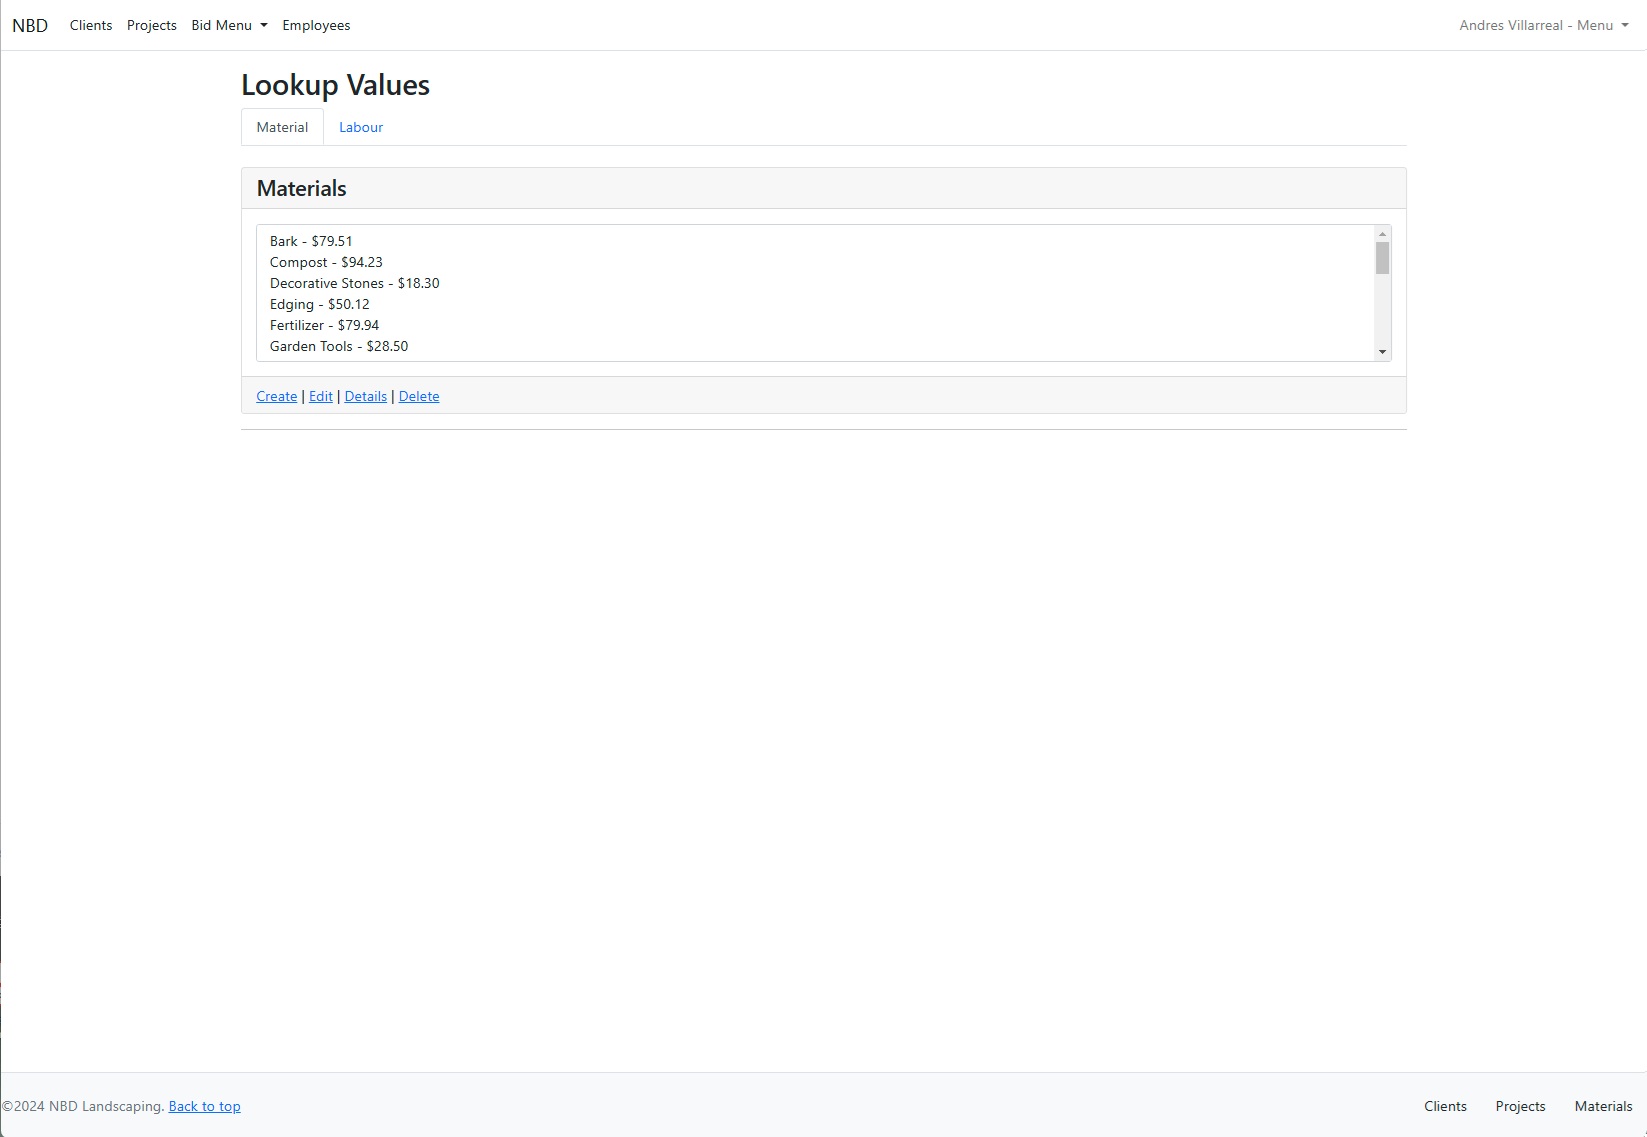 NBD Clients Projects Bid Menu Employees Andres Villarreal - Menu
Lookup Values
Material Labour
Materials
Bark - $79.51
Compost - $94.23
Decorative Stones - $18.30
Edging - $50.12
Fertilizer - $79.94
Garden Tools - $28.50
Create | Edit | Details | Delete
©2024 NBD Landscaping. Back to top Clients Projects Materials